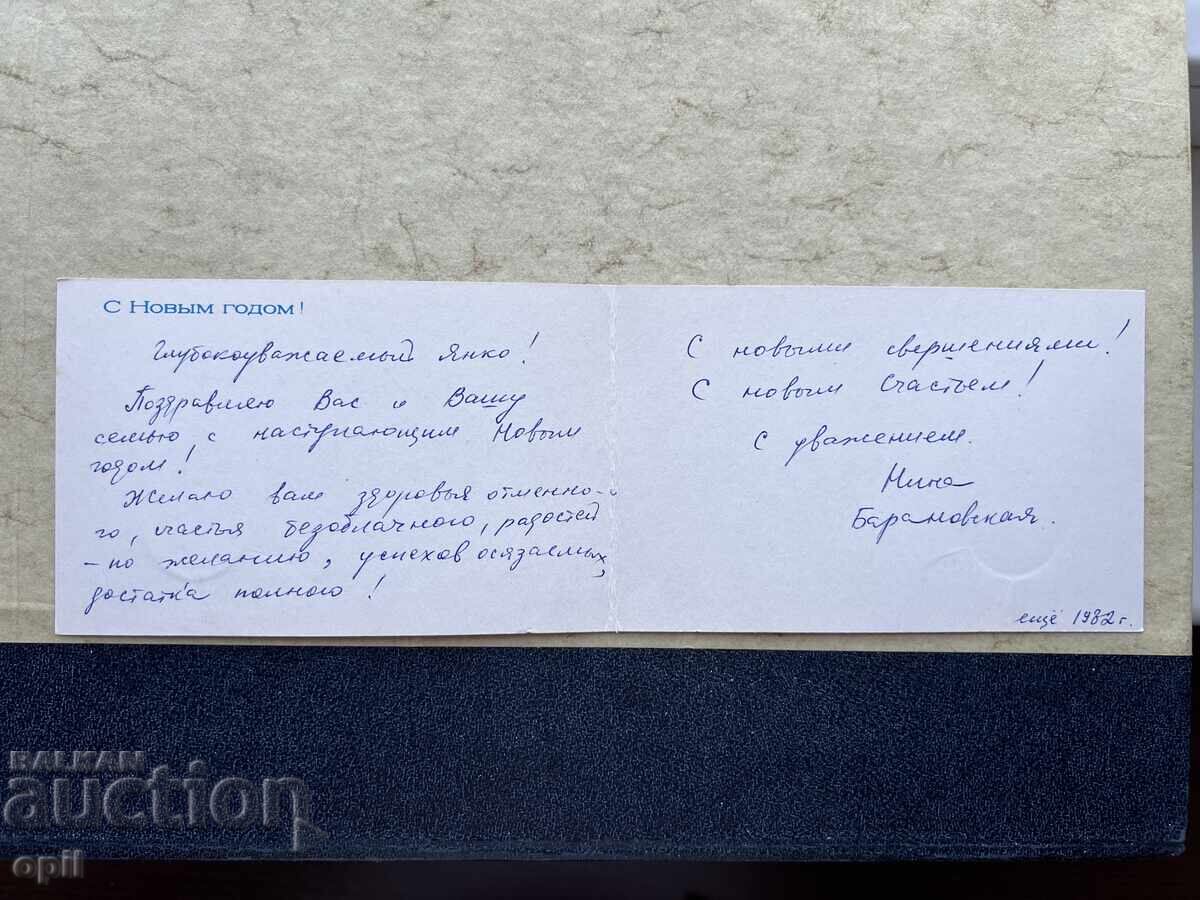 С Новым годом!
Глубокоуважаемый Янко!
Поздравляю Вас и Вашу
семью с наступающим Новым
годом!
Желаю вам здоровья отменно-
го, счастья безоблачного, радостей
- по желанию, успехов осязаемых,
достатка полного!
С новыми свершениями!
С новым Счастьем!
С уважением.
Нина
Барановская.
ещё 1982 г.
BALKAN
auction
opil